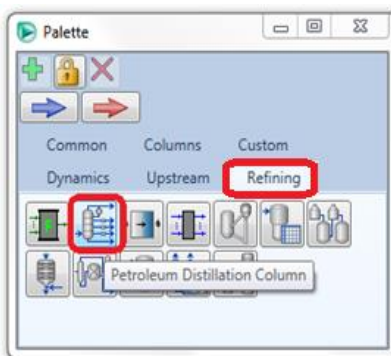 Palette
Common Columns Custom
Dynamics Upstream Refining
Petroleum Distillation Column